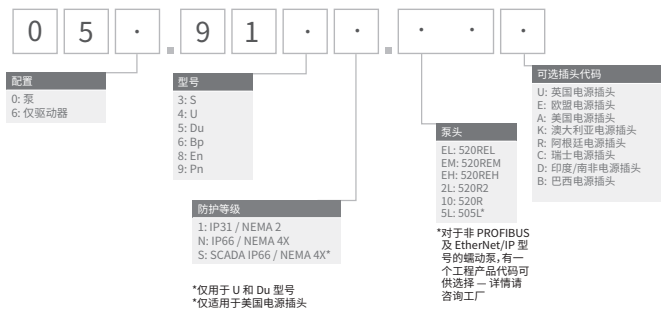 0 5 · . 9 1 · · . · · ·
配置
0: 泵
6: 仅驱动器
型号
3: S
4: U
5: Du
6: Bp
8: En
9: Pn
防护等级
1: IP31 / NEMA 2
N: IP66 / NEMA 4X
S: SCADA IP66 / NEMA 4X*
*仅用于 U 和 Du 型号
*仅适用于美国电源插头
泵头
EL: 520REL
EM: 520REM
EH: 520REH
2L: 520R2
10: 520R
5L: 505L*
*对于非 PROFIBUS
及 EtherNet/IP 型
号的蠕动泵，有一
个工程产品代码可
供选择 — 详情请
咨询工厂
可选插头代码
U: 英国电源插头
E: 欧盟电源插头
A: 美国电源插头
K: 澳大利亚电源插头
R: 阿根廷电源插头
C: 瑞士电源插头
D: 印度/南非电源插头
B: 巴西电源插头